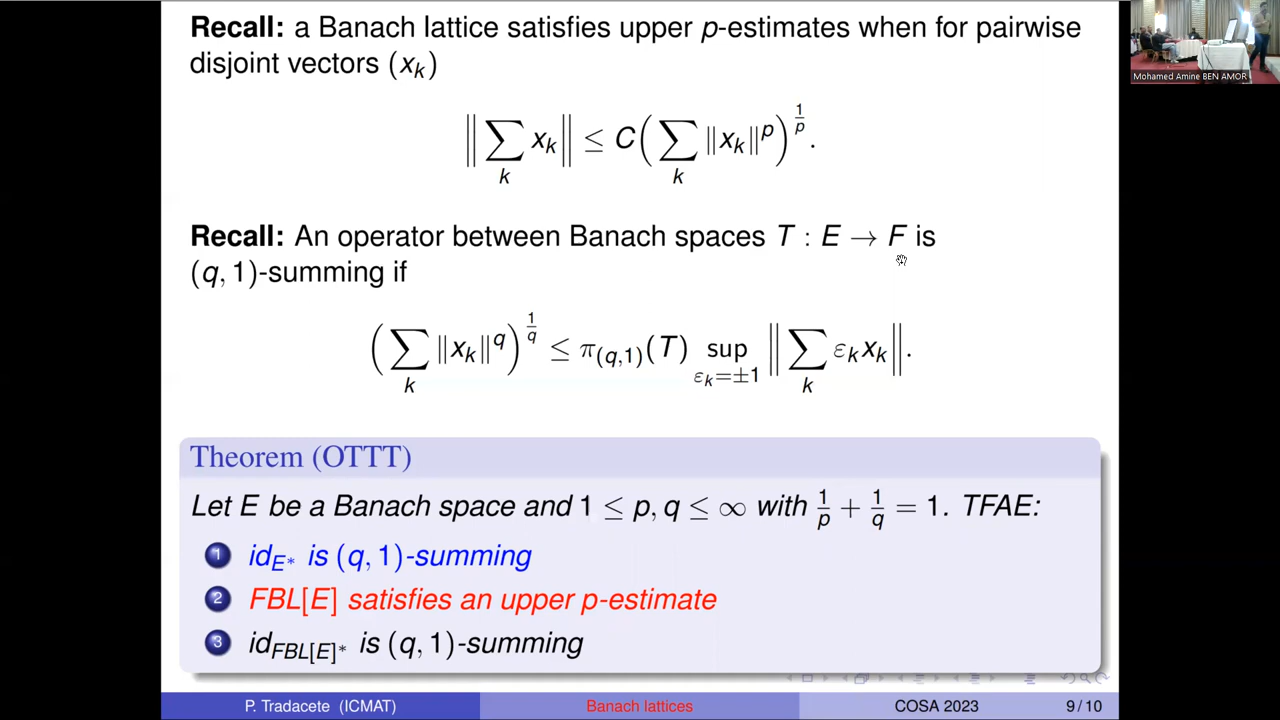 Recall: a Banach lattice satisfies upper p-estimates when for pairwise
disjoint vectors (x_k)
‖∑_k x_k‖ ≤ C(∑_k ‖x_k‖^p)^{1/p}.
Recall: An operator between Banach spaces T : E → F is
(q, 1)-summing if
(∑_k ‖x_k‖^q)^{1/q} ≤ π_{(q,1)}(T) sup_{ε_k=±1} ‖∑_k ε_k x_k‖.
Theorem (OTTT)
Let E be a Banach space and 1 ≤ p, q ≤ ∞ with 1/p + 1/q = 1. TFAE:
1 id_{E*} is (q, 1)-summing
2 FBL[E] satisfies an upper p-estimate
3 id_{FBL[E]*} is (q, 1)-summing
P. Tradacete (ICMAT) Banach lattices COSA 2023 9 / 10
Mohamed Amine BEN AMOR